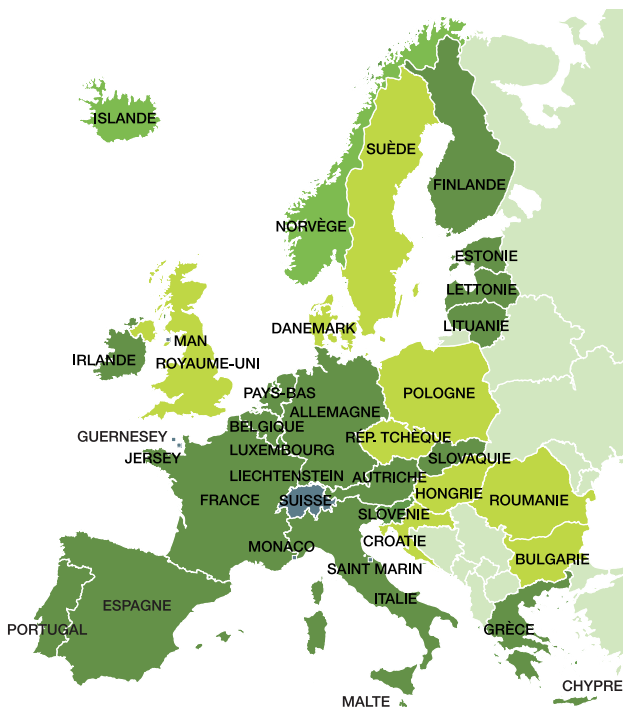 ISLANDE
SUÈDE
FINLANDE
NORVÈGE
ESTONIE
LETTONIE
LITUANIE
DANEMARK
MAN
IRLANDE
ROYAUME-UNI
PAYS-BAS
POLOGNE
ALLEMAGNE
BELGIQUE
GUERNESEY
RÉP. TCHÈQUE
JERSEY
LUXEMBOURG
SLOVAQUIE
LIECHTENSTEIN
AUTRICHE
FRANCE
SUISSE
HONGRIE
ROUMANIE
SLOVENIE
CROATIE
MONACO
BULGARIE
SAINT MARIN
ESPAGNE
ITALIE
PORTUGAL
GRÈCE
CHYPRE
MALTE